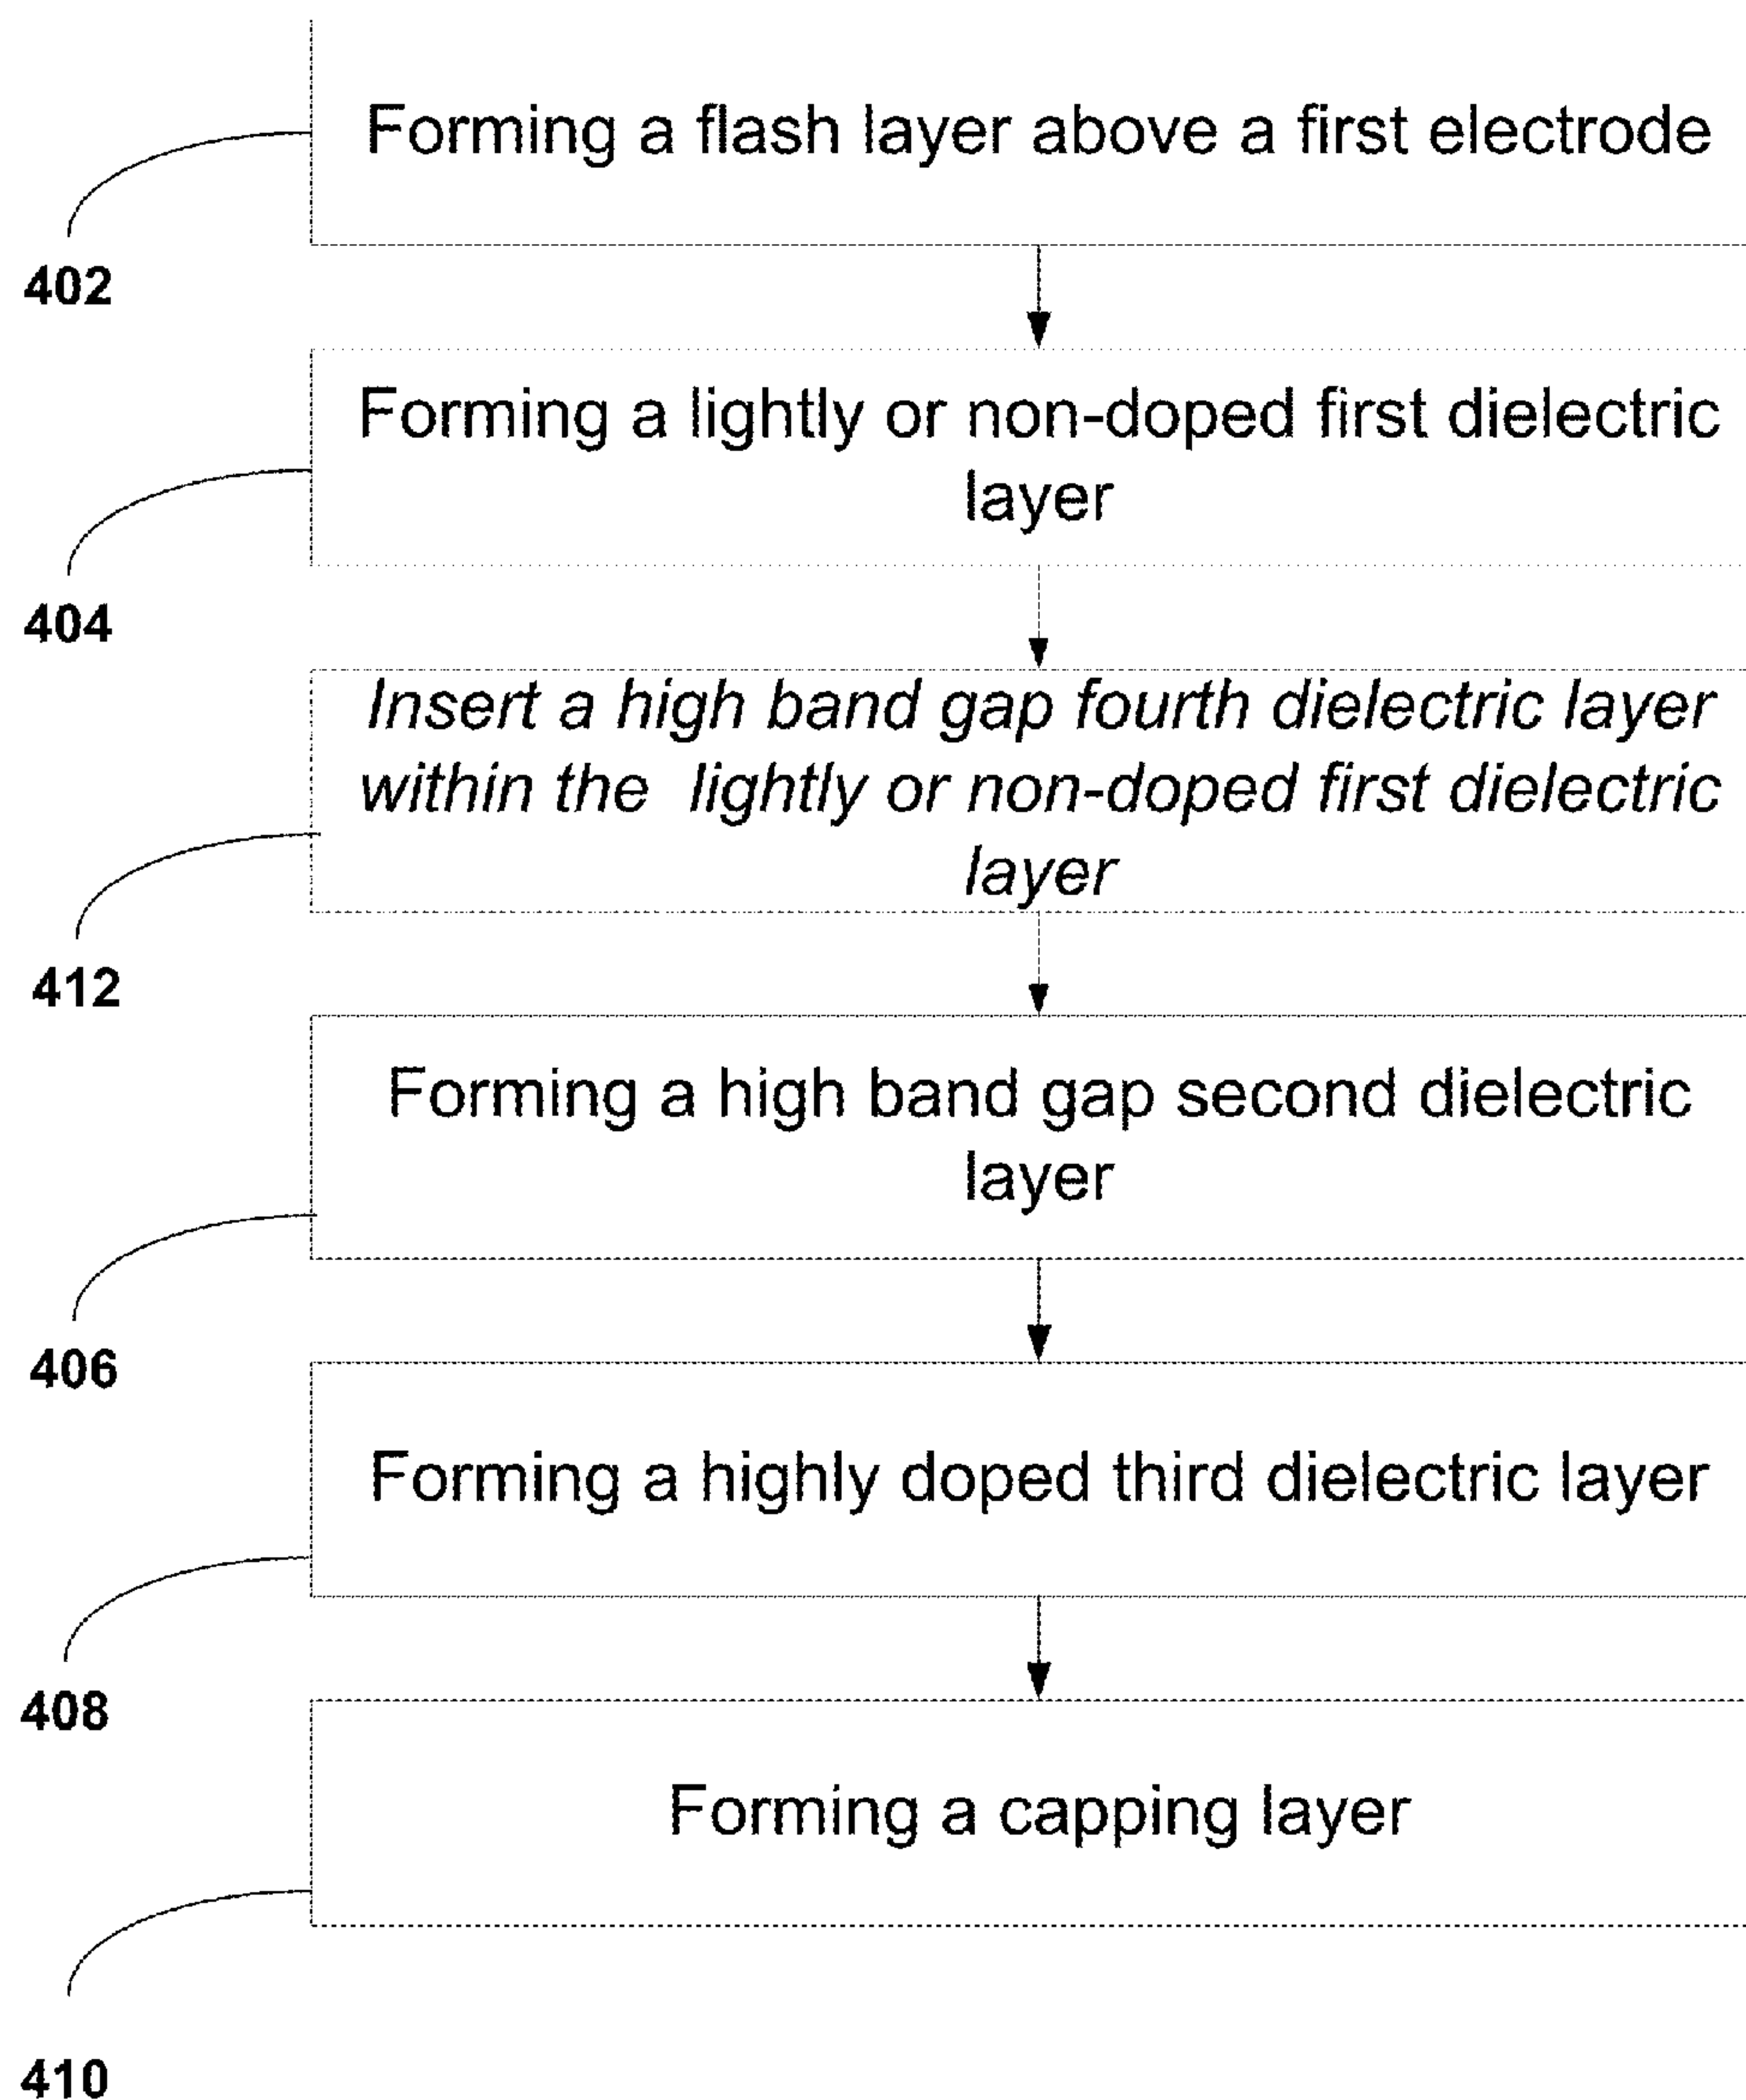 Forming a flash layer above a first electrode
402
Forming a lightly or non-doped first dielectric
layer
404
Insert a high band gap fourth dielectric layer
within the lightly or non-doped first dielectric
layer
412
Forming a high band gap second dielectric
layer
406
Forming a highly doped third dielectric layer
408
Forming a capping layer
410